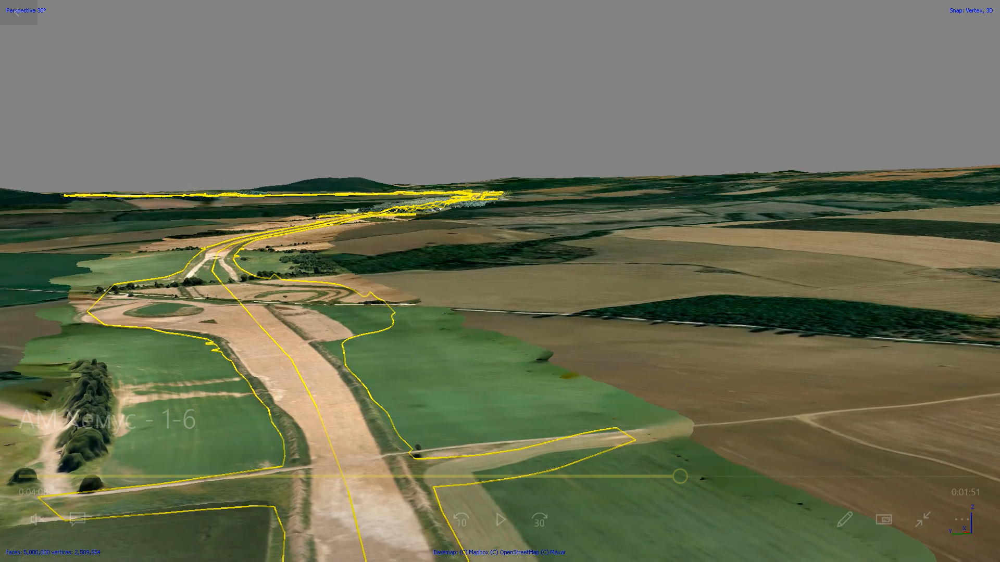 Perspective 30°
Snap: Vertex, 3D
АМ Хемус - 1-6
0:04:08
0:01:51
10
30
Z
Y
X
faces: 5,000,000 vertices: 2,509,554
Basemap: (C) Mapbox (C) OpenStreetMap (C) Maxar